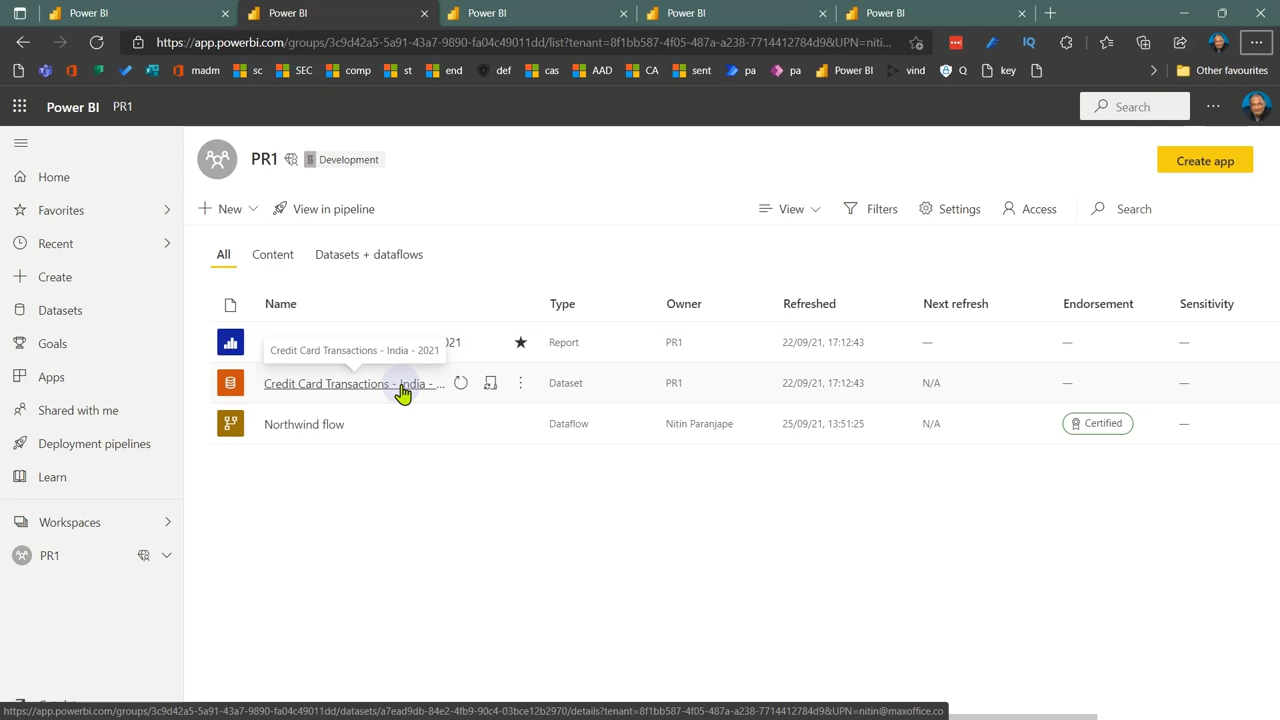 Power BI
Power BI
Power BI
Power BI
Power BI
https://app.powerbi.com/groups/3c9d42a5-5a91-43a7-9890-fa04c49011dd/list?tenant=8f1bb587-4f05-487a-a238-7714412784d9&UPN=niti...
madm
sc
SEC
comp
st
end
def
cas
AAD
CA
sent
pa
pa
Power BI
vind
Q
key
Other favourites
Power BI PR1
Search
PR1 Development
Create app
Home
Favorites
Recent
Create
Datasets
Goals
Apps
Shared with me
Deployment pipelines
Learn
Workspaces
PR1
New View in pipeline
View Filters Settings Access Search
All Content Datasets + dataflows
Name Type Owner Refreshed Next refresh Endorsement Sensitivity
021 Report PR1 22/09/21, 17:12:43 — — —
Credit Card Transactions - India - 2021
Credit Card Transactions - India - ... Dataset PR1 22/09/21, 17:12:43 N/A — —
Northwind flow Dataflow Nitin Paranjape 25/09/21, 13:51:25 N/A Certified —
https://app.powerbi.com/groups/3c9d42a5-5a91-43a7-9890-fa04c49011dd/datasets/a7ead9db-84e2-4fb9-90c4-03bce12b2970/details?tenant=8f1bb587-4f05-487a-a238-7714412784d9&UPN=nitin@maxoffice.co